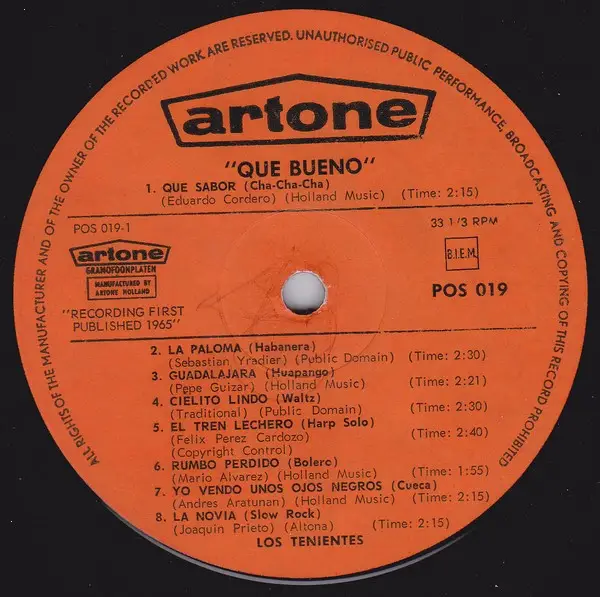 ALL RIGHTS OF THE MANUFACTURER AND OF THE OWNER OF THE RECORDED WORK ARE RESERVED. UNAUTHORISED PUBLIC PERFORMANCE, BROADCASTING AND COPYING OF THIS RECORD PROHIBITED
artone
"QUE BUENO"
1. QUE SABOR (Cha-Cha-Cha)
(Eduardo Cordero) (Holland Music) (Time: 2:15)
POS 019-1
33 1/3 RPM
artone
GRAMOFOONPLATEN
MANUFACTURED BY
ARTONE HOLLAND
B.I.E.M.
POS 019
"RECORDING FIRST
PUBLISHED 1965"
2. LA PALOMA (Habanera)
(Sebastian Yradier) (Public Domain) (Time: 2:30)
3. GUADALAJARA (Huapango)
(Pepe Guizar) (Holland Music) (Time: 2:21)
4. CIELITO LINDO (Waltz)
(Traditional) (Public Domain) (Time: 2:30)
5. EL TREN LECHERO (Harp Solo)
(Felix Perez Cardozo) (Time: 2:40)
(Copyright Control)
6. RUMBO PERDIDO (Bolero)
(Mario Alvarez) (Holland Music) (Time: 1:55)
7. YO VENDO UNOS OJOS NEGROS (Cueca)
(Andres Aratunan) (Holland Music) (Time: 2:15)
8. LA NOVIA (Slow Rock)
(Joaquin Prieto) (Altona) (Time: 2:15)
LOS TENIENTES